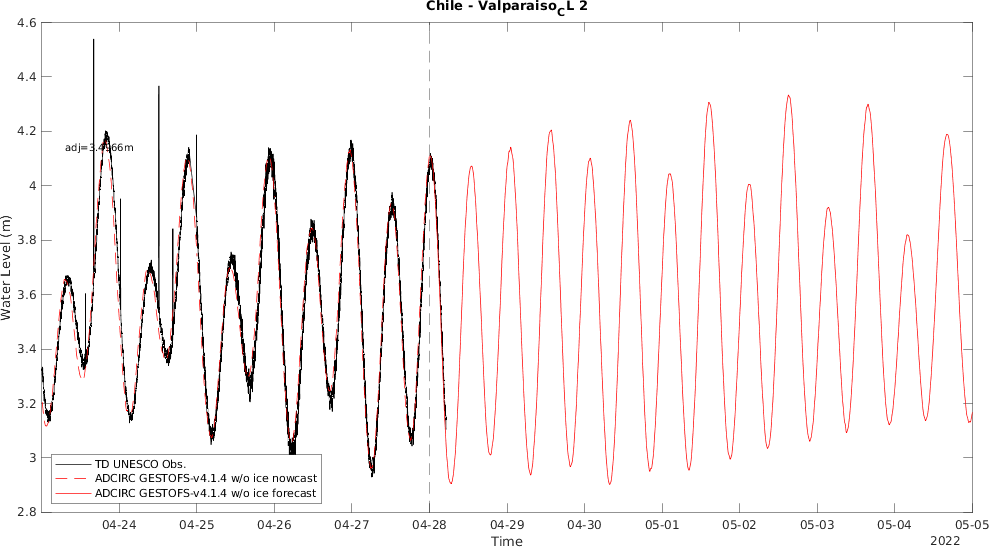 Chile - Valparaiso_CL 2
4.6
4.4
4.2
4
3.8
3.6
3.4
3.2
3
2.8
Water Level (m)
adj=3.4966m
TD UNESCO Obs.
ADCIRC GESTOFS-v4.1.4 w/o ice nowcast
ADCIRC GESTOFS-v4.1.4 w/o ice forecast
04-24 04-25 04-26 04-27 04-28 04-29 04-30 05-01 05-02 05-03 05-04 05-05
Time
2022